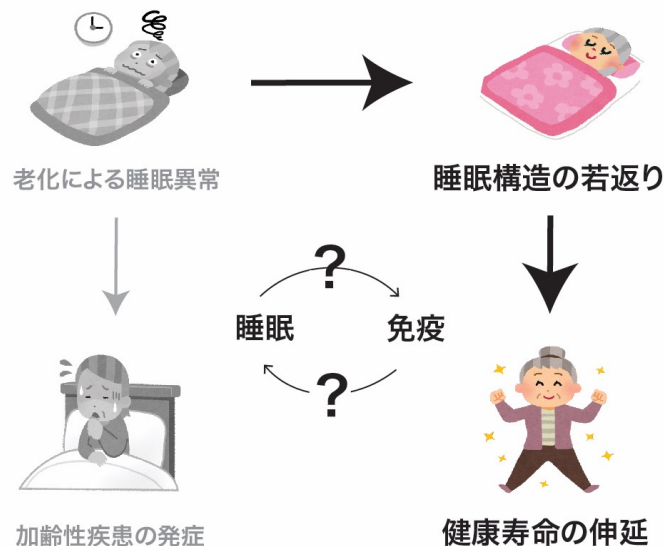 老化による睡眠異常
睡眠構造の若返り
?
睡眠
免疫
?
加齢性疾患の発症
健康寿命の伸延